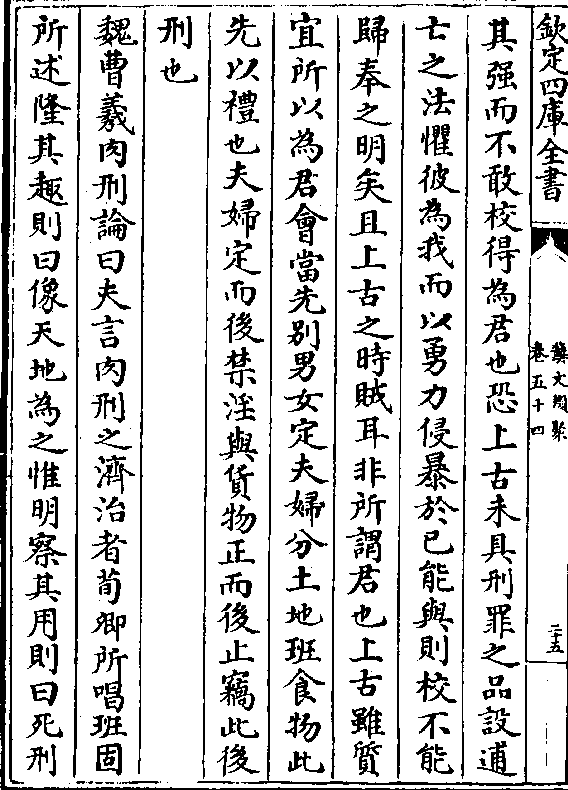 欽定四庫全書
藝文類聚
卷五十四
二十五
其强而不敢校得為君也恐上古未具刑罪之品設逋
亡之法懼彼為我而以勇力侵暴於己能與則校不能
歸奉之明矣且上古之時賊耳非所謂君也上古雖質
宜所以為君會當先别男女定夫婦分土地班食物此
先以禮也夫婦定而後禁淫與貨物正而後止竊此後
刑也
魏曹羲肉刑論曰夫言肉刑之濟治者荀卿所唱班固
所述隆其趣則曰像天地為之惟明察其用則曰死刑